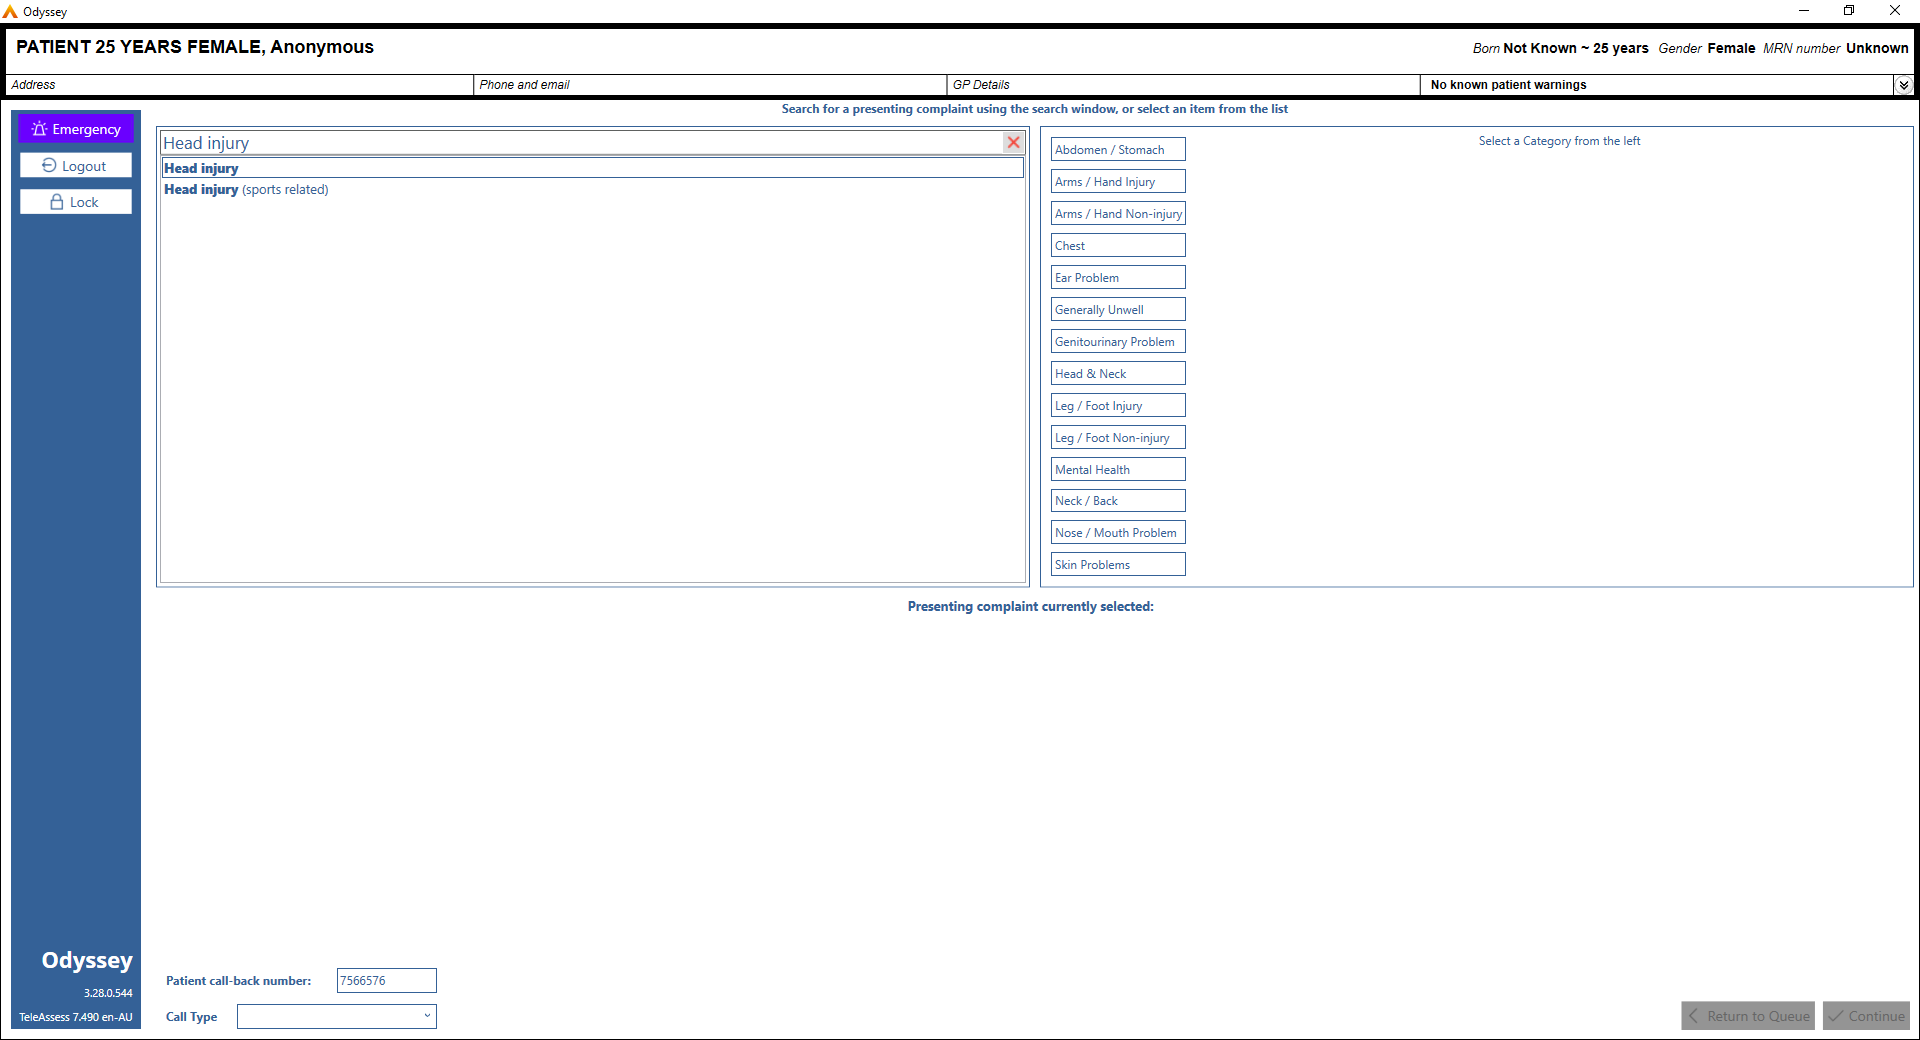 Odyssey
PATIENT 25 YEARS FEMALE, Anonymous
Born Not Known ~ 25 years Gender Female MRN number Unknown
Address
Phone and email
GP Details
No known patient warnings
Emergency
Logout
Lock
Search for a presenting complaint using the search window, or select an item from the list
Head injury
Head injury
Head injury (sports related)
Abdomen / Stomach
Arms / Hand Injury
Arms / Hand Non-injury
Chest
Ear Problem
Generally Unwell
Genitourinary Problem
Head & Neck
Leg / Foot Injury
Leg / Foot Non-injury
Mental Health
Neck / Back
Nose / Mouth Problem
Skin Problems
Select a Category from the left
Presenting complaint currently selected:
Odyssey
3.28.0.544
TeleAssess 7.490 en-AU
Patient call-back number: 7566576
Call Type
Return to Queue
Continue